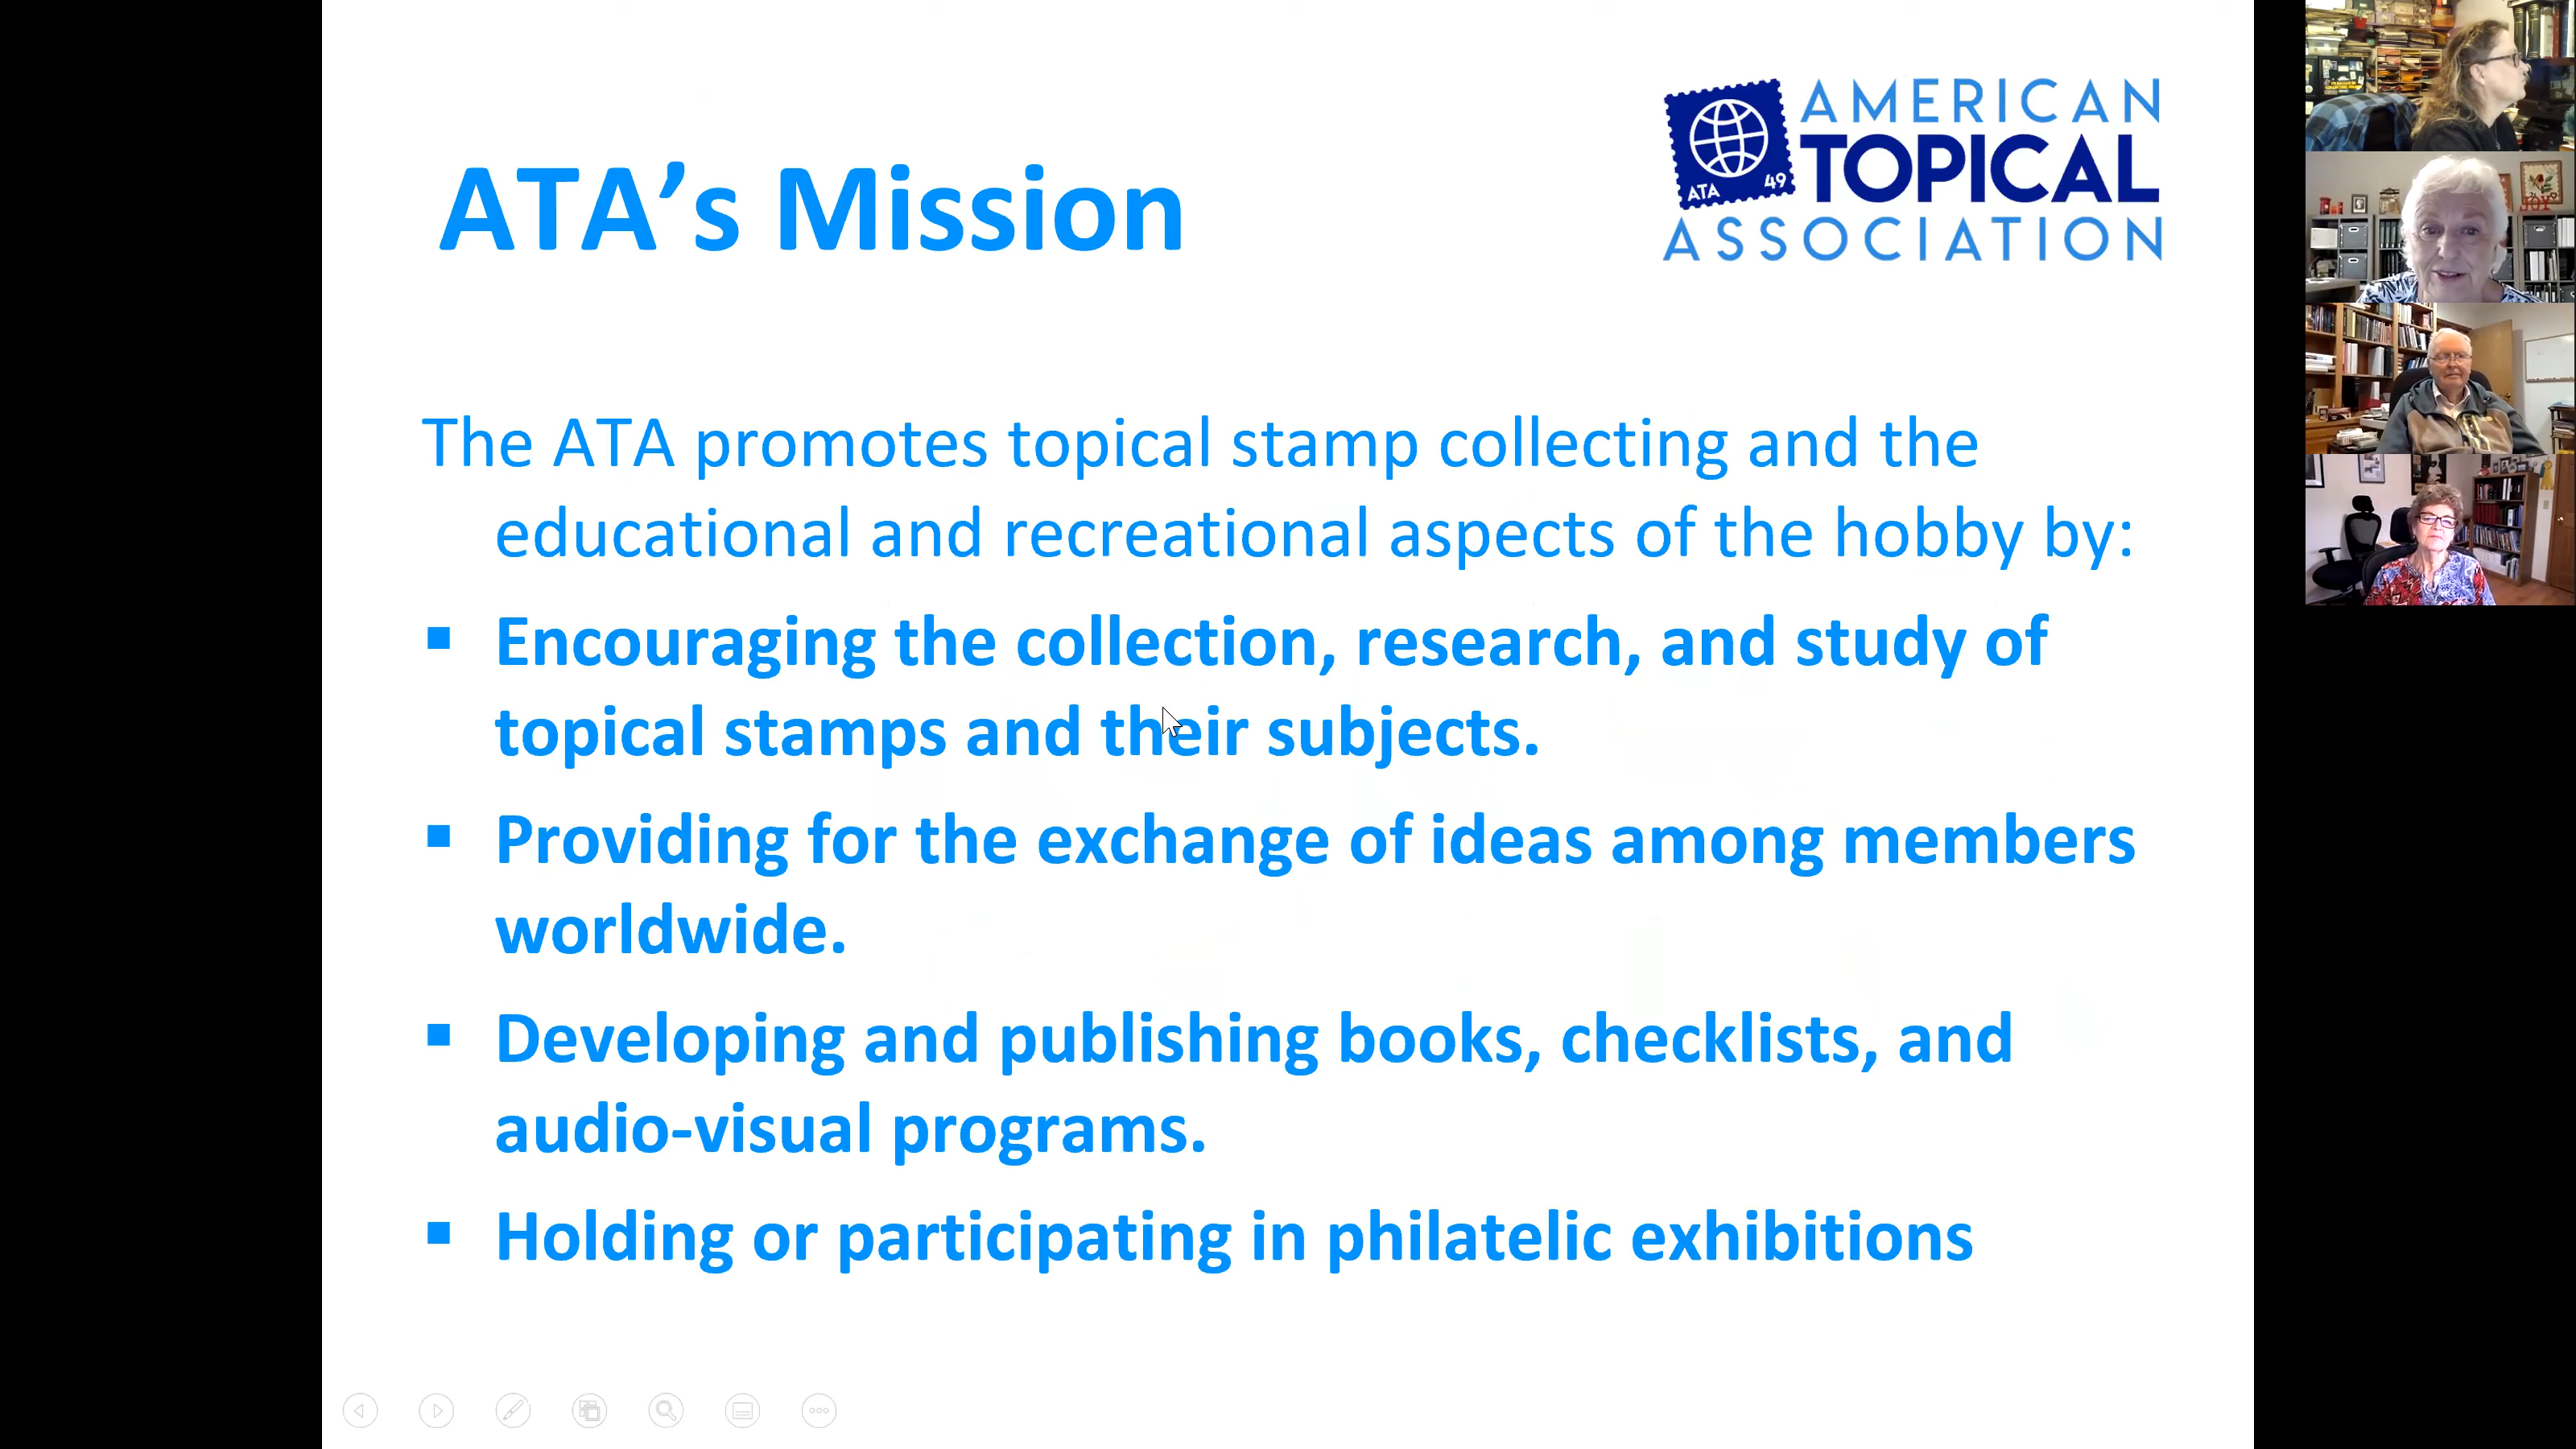 AMERICAN
TOPICAL
ASSOCIATION
ATA 49
ATA’s Mission
The ATA promotes topical stamp collecting and the
educational and recreational aspects of the hobby by:
▪ Encouraging the collection, research, and study of
topical stamps and their subjects.
▪ Providing for the exchange of ideas among members
worldwide.
▪ Developing and publishing books, checklists, and
audio-visual programs.
▪ Holding or participating in philatelic exhibitions
JOY